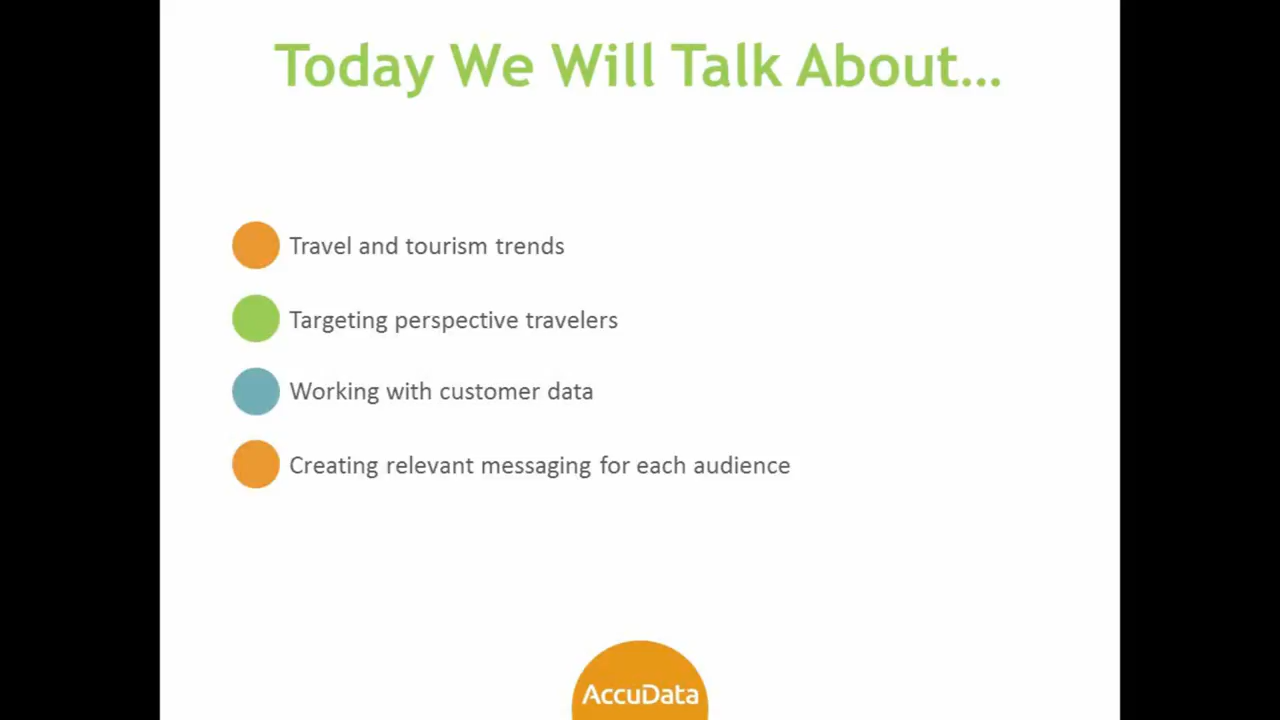 Today We Will Talk About...
Travel and tourism trends
Targeting perspective travelers
Working with customer data
Creating relevant messaging for each audience
AccuData